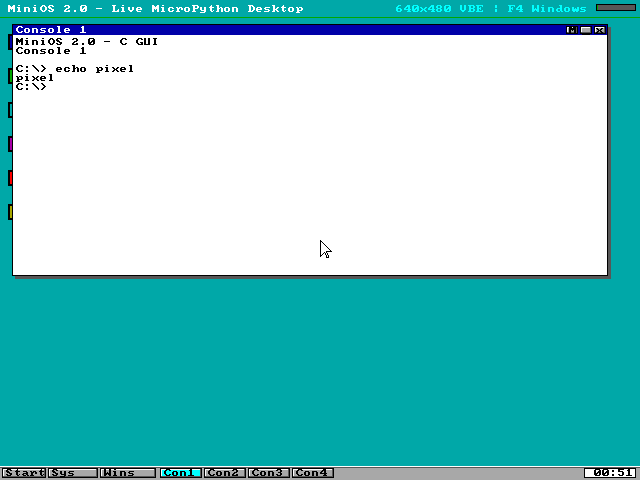 MiniOS 2.0 - Live MicroPython Desktop
640x480 VBE | F4 Windows
Console 1
M
MiniOS 2.0 - C GUI
Console 1
C:\> echo pixel
pixel
C:\>
Start Sys Wins Con1 Con2 Con3 Con4 00:51